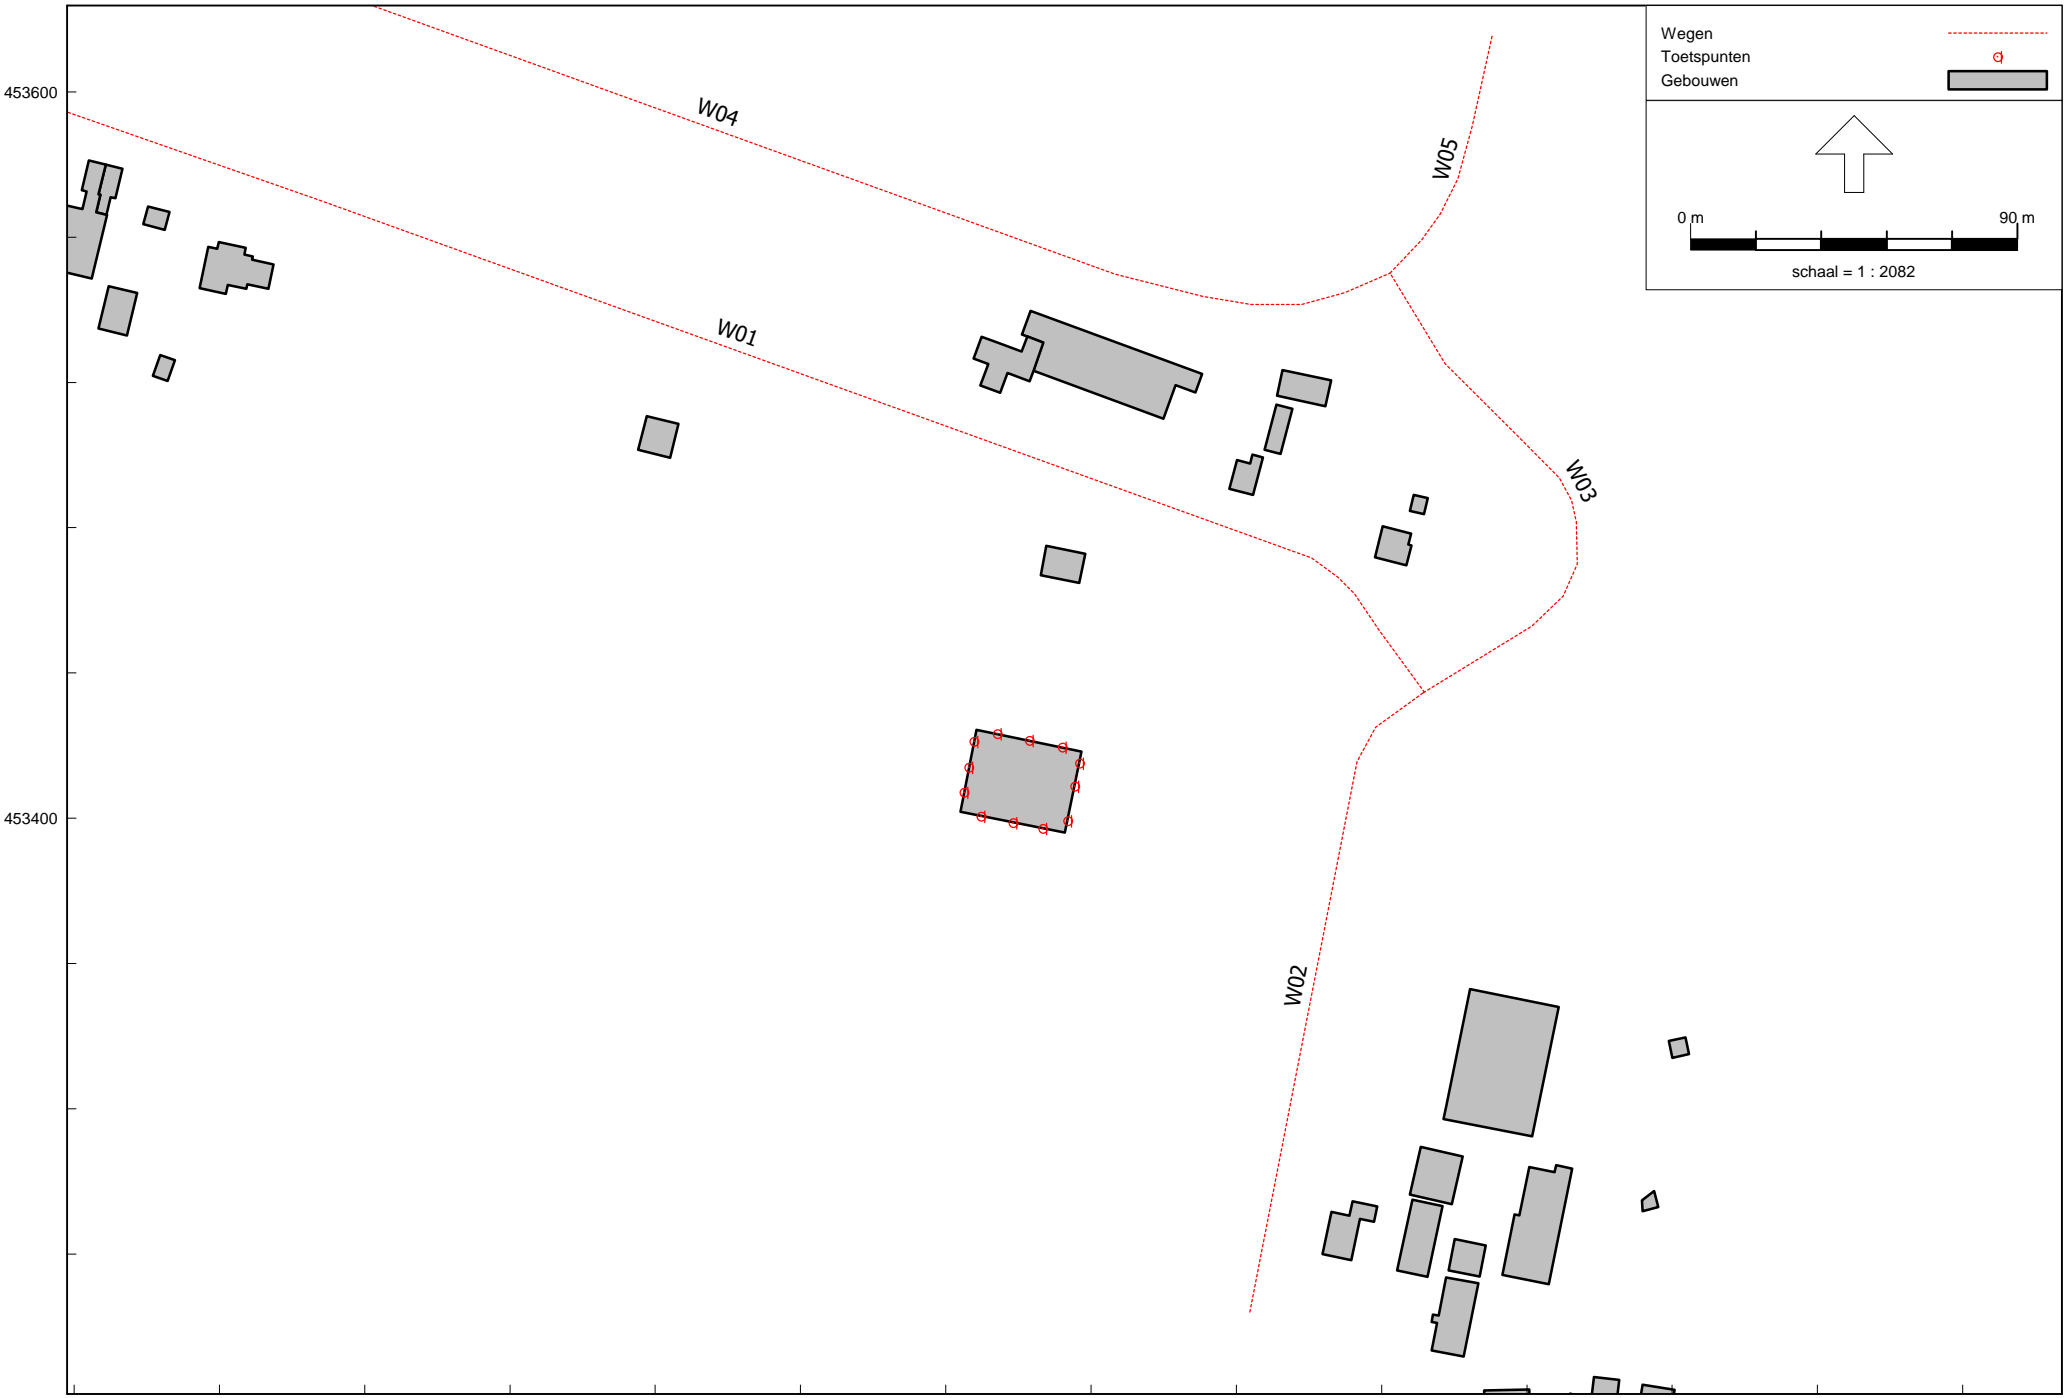 Wegen
Toetspunten
Gebouwen
453600
W04
W05
0 m 90 m
schaal = 1 : 2082
W01
W03
453400
W02